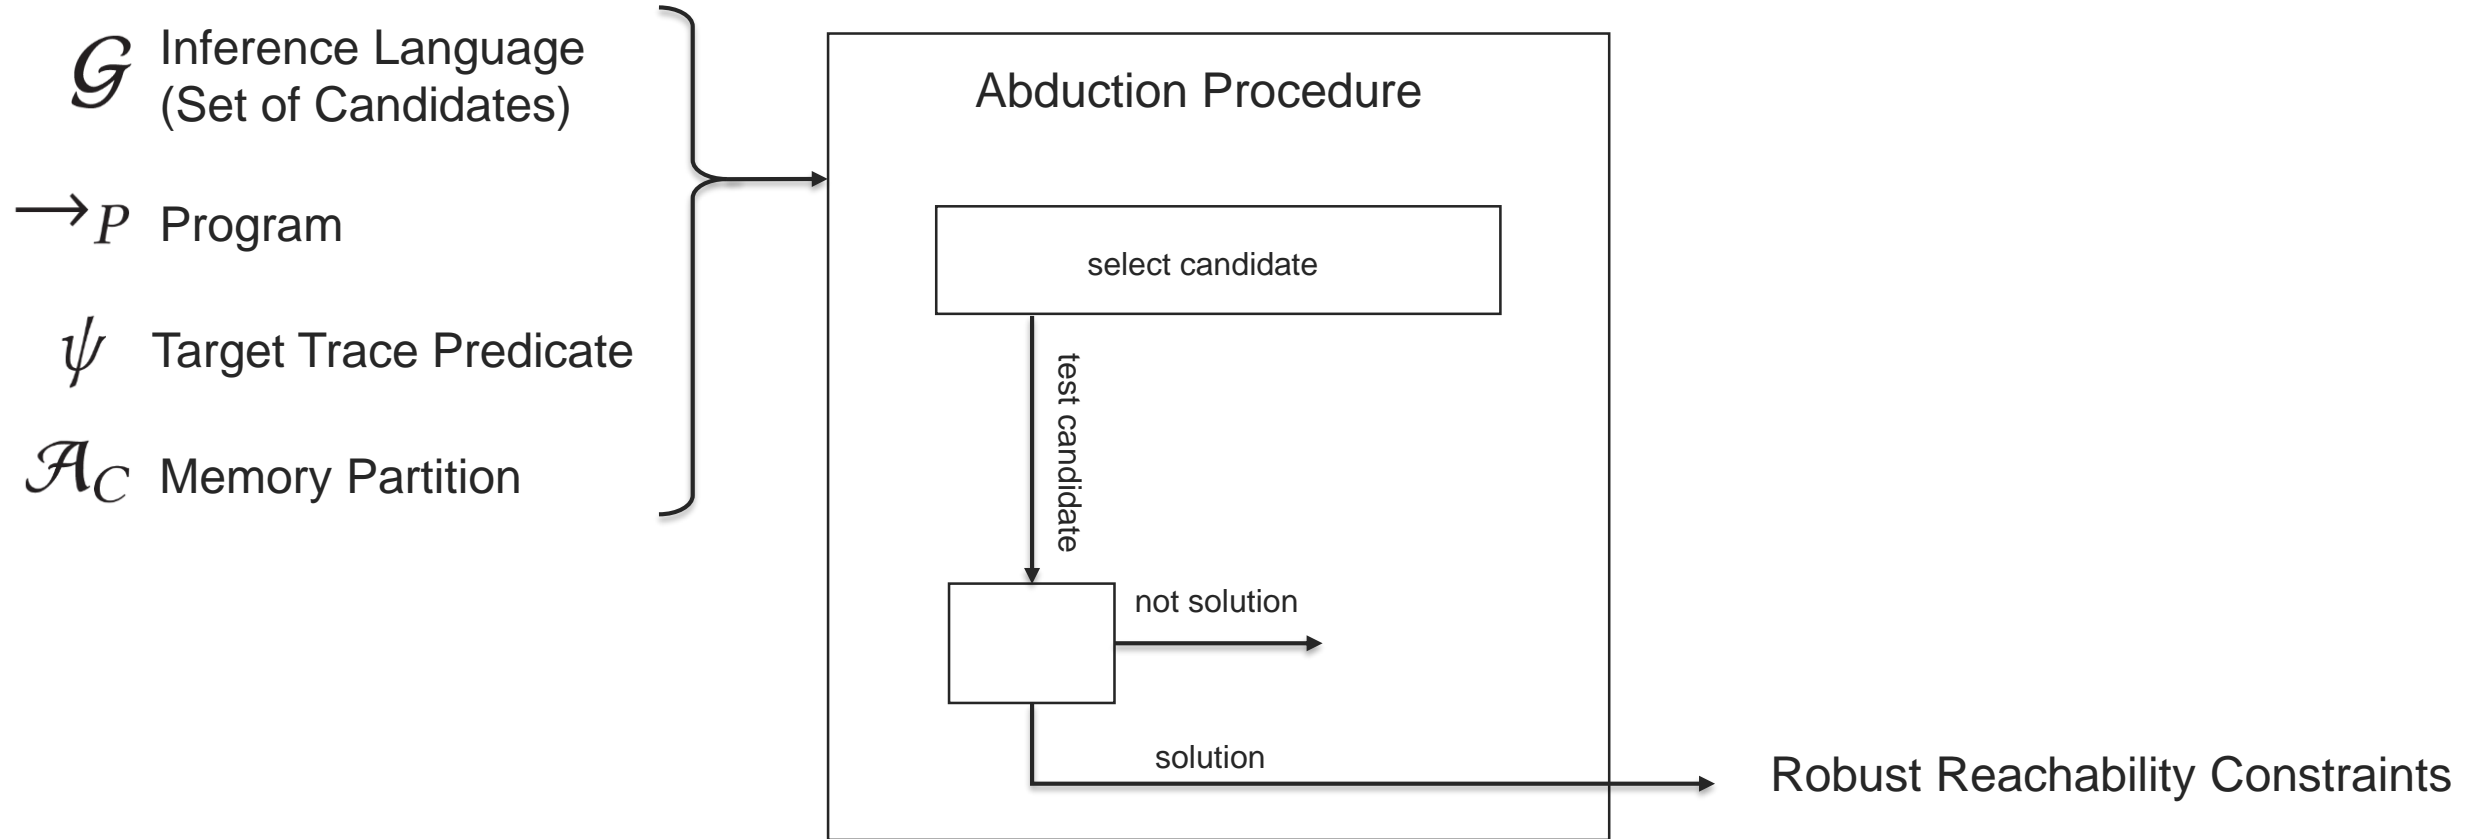 𝒢 Inference Language
(Set of Candidates)
→P Program
ψ Target Trace Predicate
𝒜C Memory Partition
Abduction Procedure
select candidate
test candidate
not solution
solution
Robust Reachability Constraints